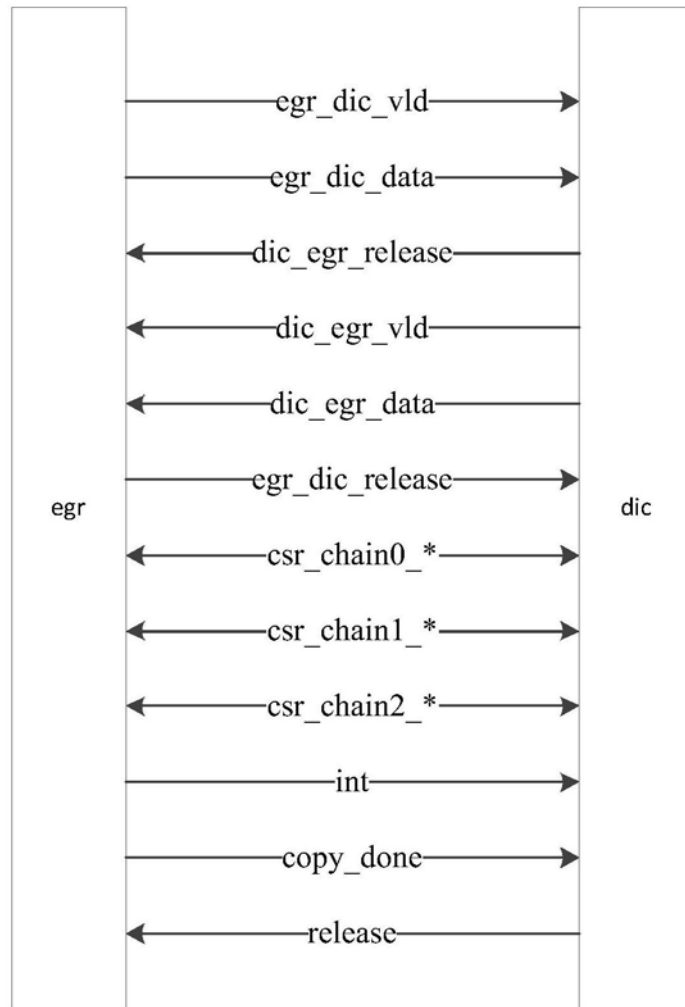 egr_dic_vld
egr_dic_data
dic_egr_release
dic_egr_vld
dic_egr_data
egr_dic_release
egr
dic
csr_chain0_*
csr_chain1_*
csr_chain2_*
int
copy_done
release